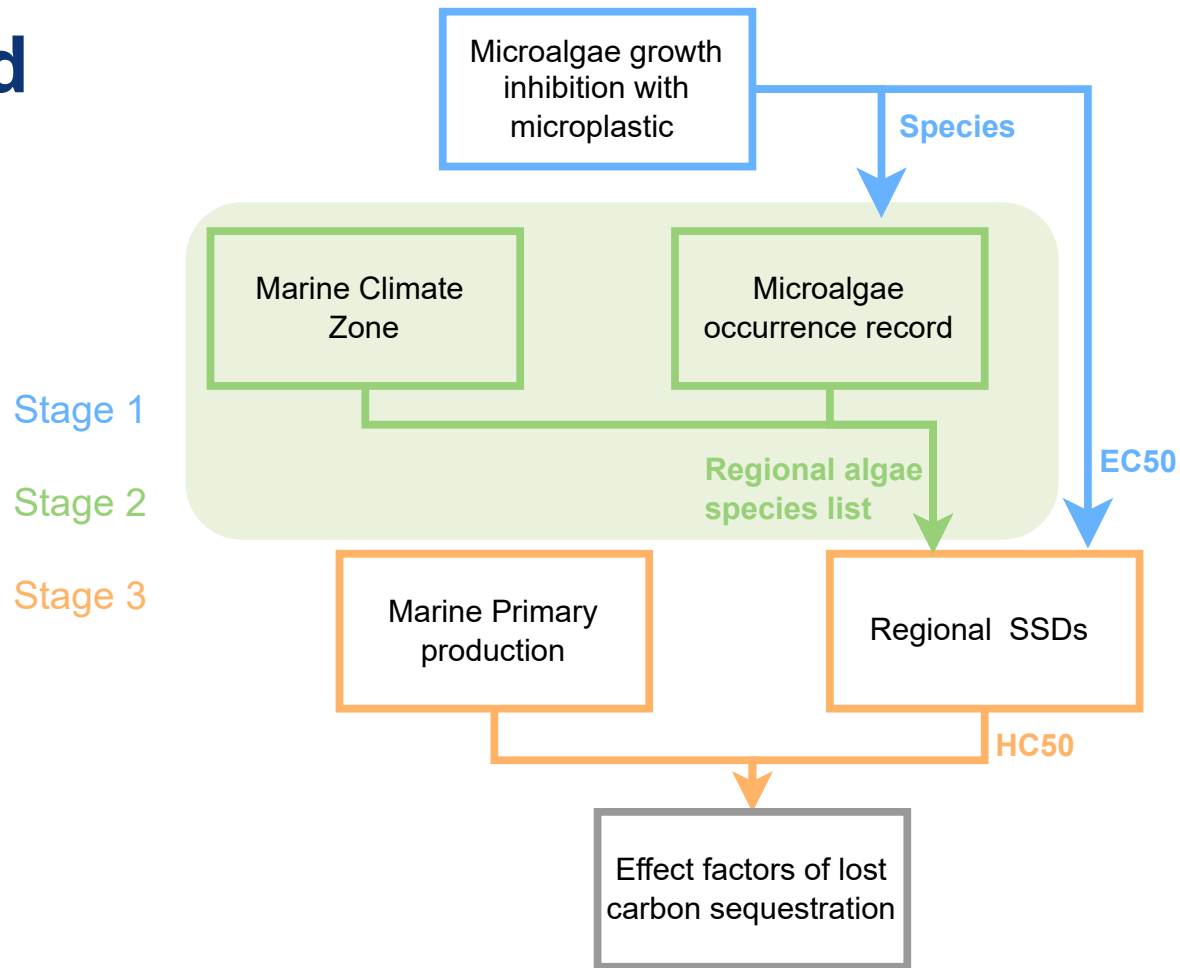 d
Microalgae growth
inhibition with
microplastic
Species
Marine Climate
Zone
Microalgae
occurrence record
Stage 1
Regional algae
species list
EC50
Stage 2
Stage 3
Marine Primary
production
Regional SSDs
HC50
Effect factors of lost
carbon sequestration